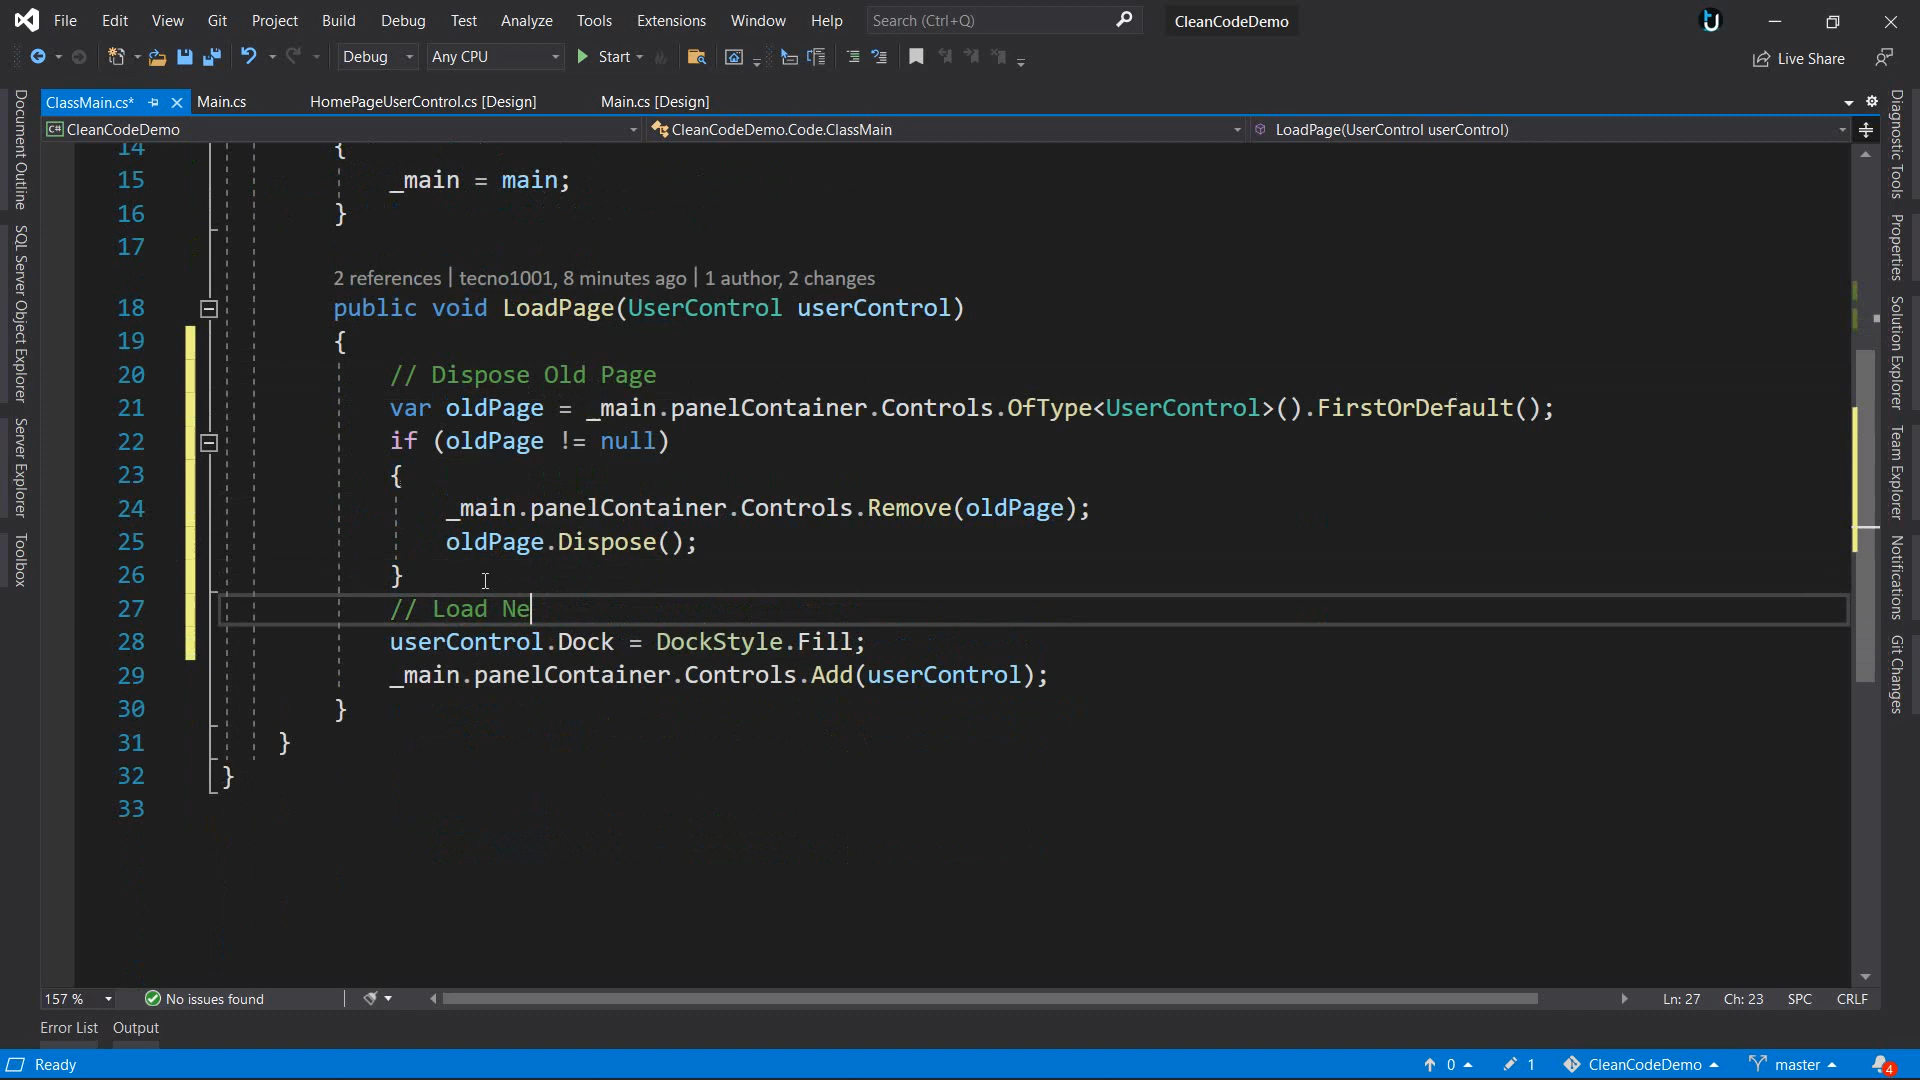 File Edit View Git Project Build Debug Test Analyze Tools Extensions Window Help Search (Ctrl+Q) CleanCodeDemo
Debug Any CPU Start Live Share
ClassMain.cs* Main.cs HomePageUserControl.cs [Design] Main.cs [Design]
C# CleanCodeDemo CleanCodeDemo.Code.ClassMain LoadPage(UserControl userControl)
Document Outline
SQL Server Object Explorer
Server Explorer
Toolbox
14 {
15 _main = main;
16 }
17
2 references | tecno1001, 8 minutes ago | 1 author, 2 changes
18 public void LoadPage(UserControl userControl)
19 {
20 // Dispose Old Page
21 var oldPage = _main.panelContainer.Controls.OfType<UserControl>().FirstOrDefault();
22 if (oldPage != null)
23 {
24 _main.panelContainer.Controls.Remove(oldPage);
25 oldPage.Dispose();
26 }
27 // Load Ne
28 userControl.Dock = DockStyle.Fill;
29 _main.panelContainer.Controls.Add(userControl);
30 }
31 }
32 }
33
Diagnostic Tools
Properties
Solution Explorer
Team Explorer
Notifications
Git Changes
157 % No issues found Ln: 27 Ch: 23 SPC CRLF
Error List Output
Ready 0 1 CleanCodeDemo master 4